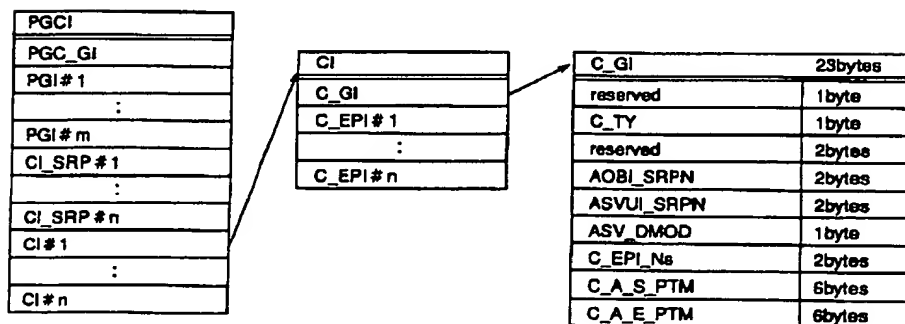 PGCI
PGC_GI
PGI#1
:
PGI#m
CI_SRP#1
:
CI_SRP#n
CI#1
:
CI#n
CI
C_GI
C_EPI#1
:
C_EPI#n
C_GI 23bytes
reserved 1byte
C_TY 1byte
reserved 2bytes
AOBI_SRPN 2bytes
ASVUI_SRPN 2bytes
ASV_DMOD 1byte
C_EPI_Ns 2bytes
C_A_S_PTM 6bytes
C_A_E_PTM 6bytes